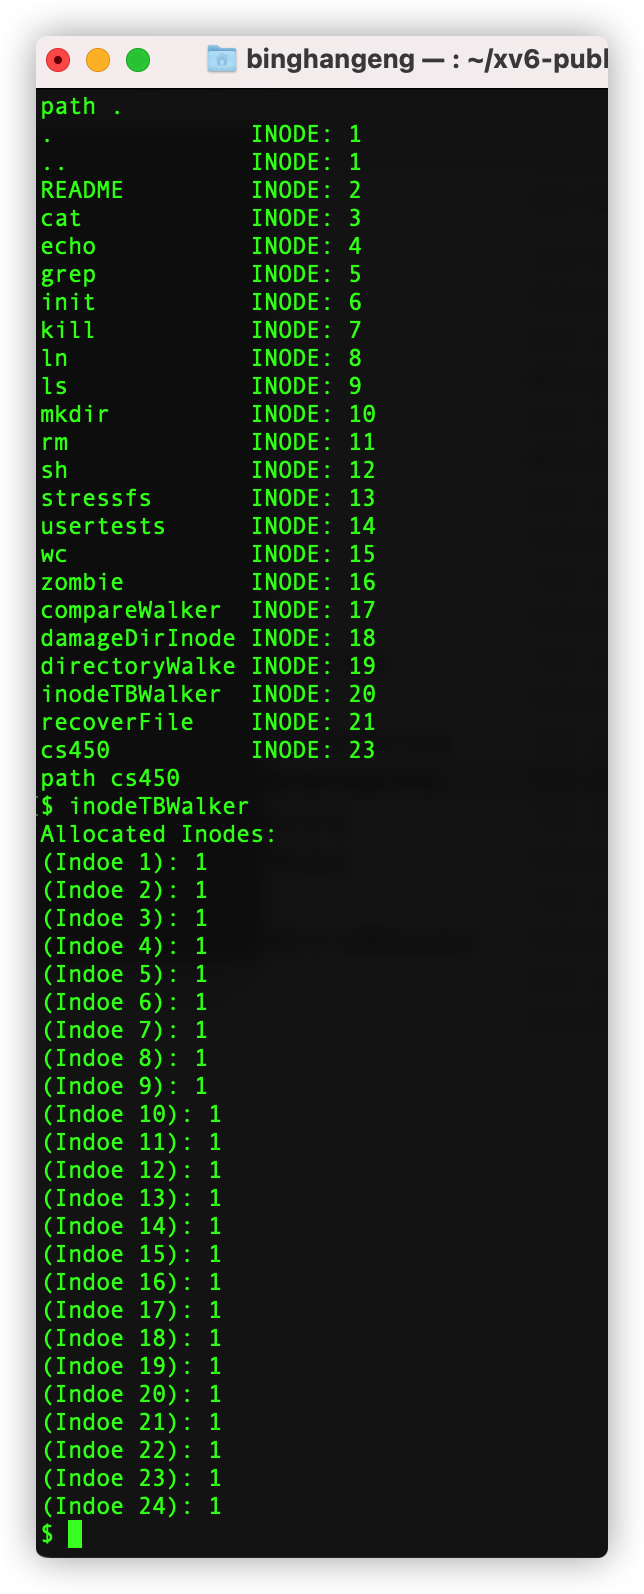 binghangeng — : ~/xv6-publ
path .
. INODE: 1
.. INODE: 1
README INODE: 2
cat INODE: 3
echo INODE: 4
grep INODE: 5
init INODE: 6
kill INODE: 7
ln INODE: 8
ls INODE: 9
mkdir INODE: 10
rm INODE: 11
sh INODE: 12
stressfs INODE: 13
usertests INODE: 14
wc INODE: 15
zombie INODE: 16
compareWalker INODE: 17
damageDirInode INODE: 18
directoryWalke INODE: 19
inodeTBWalker INODE: 20
recoverFile INODE: 21
cs450 INODE: 23
path cs450
$ inodeTBWalker
Allocated Inodes:
(Indoe 1): 1
(Indoe 2): 1
(Indoe 3): 1
(Indoe 4): 1
(Indoe 5): 1
(Indoe 6): 1
(Indoe 7): 1
(Indoe 8): 1
(Indoe 9): 1
(Indoe 10): 1
(Indoe 11): 1
(Indoe 12): 1
(Indoe 13): 1
(Indoe 14): 1
(Indoe 15): 1
(Indoe 16): 1
(Indoe 17): 1
(Indoe 18): 1
(Indoe 19): 1
(Indoe 20): 1
(Indoe 21): 1
(Indoe 22): 1
(Indoe 23): 1
(Indoe 24): 1
$